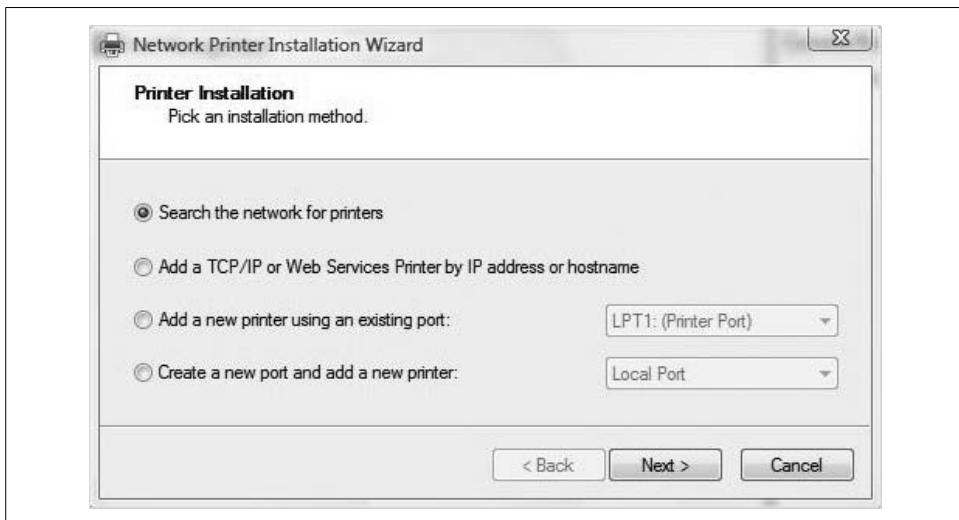 Network Printer Installation Wizard
Printer Installation
Pick an installation method.
Search the network for printers
Add a TCP/IP or Web Services Printer by IP address or hostname
Add a new printer using an existing port: LPT1: (Printer Port)
Create a new port and add a new printer: Local Port
< Back Next > Cancel